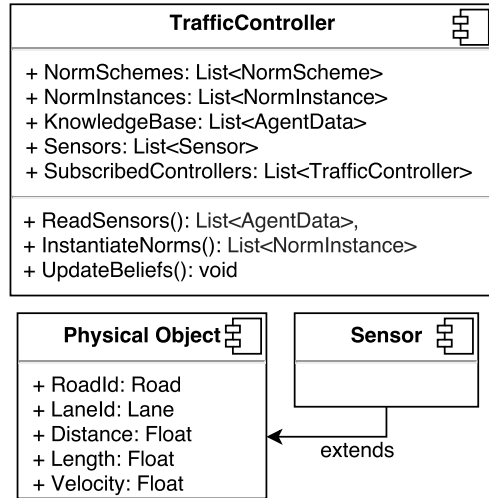 TrafficController
+ NormSchemes: List<NormScheme>
+ NormInstances: List<NormInstance>
+ KnowledgeBase: List<AgentData>
+ Sensors: List<Sensor>
+ SubscribedControllers: List<TrafficController>
+ ReadSensors(): List<AgentData>,
+ InstantiateNorms(): List<NormInstance>
+ UpdateBeliefs(): void
Physical Object
+ RoadId: Road
+ LaneId: Lane
+ Distance: Float
+ Length: Float
+ Velocity: Float
Sensor
extends